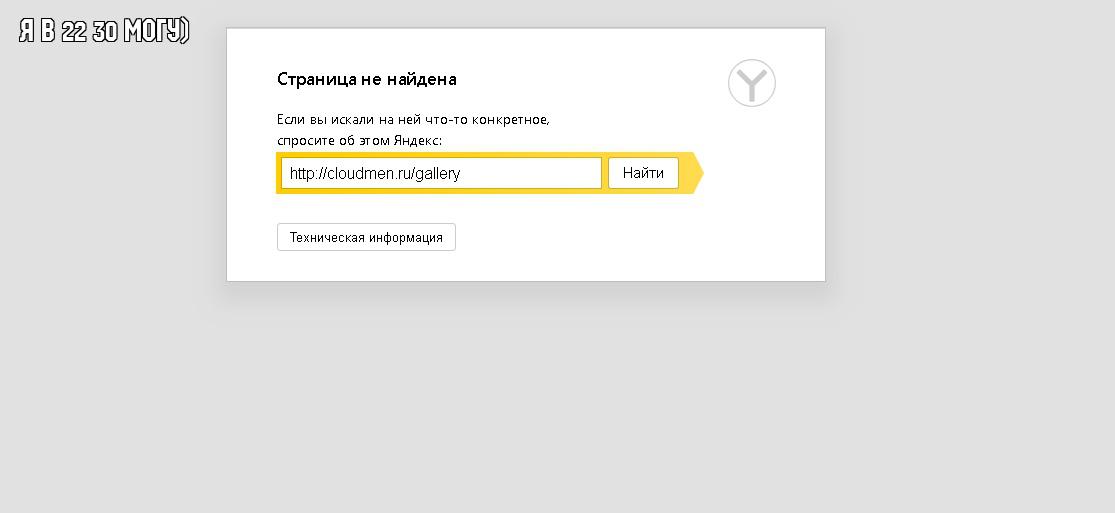 Я В 22 30 МОГУ)
Страница не найдена
Если вы искали на ней что-то конкретное,
спросите об этом Яндекс:
http://cloudmen.ru/gallery
Найти
Техническая информация